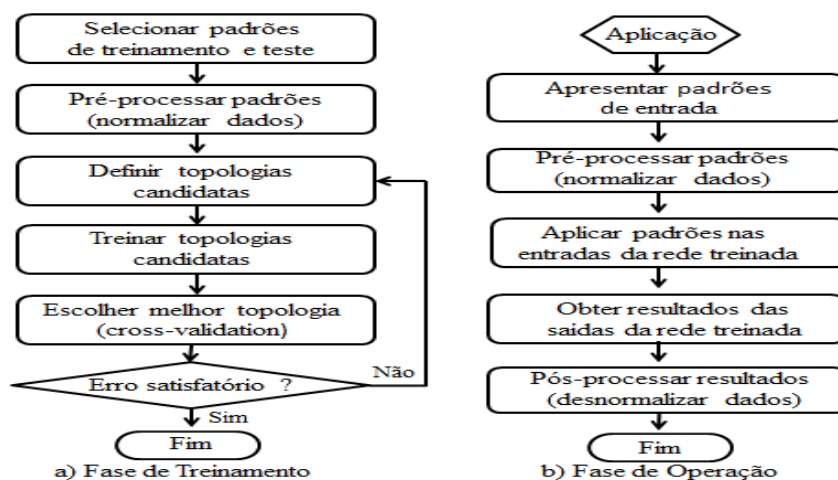 Selecionar padrões
de treinamento e teste
Pré-processar padrões
(normalizar dados)
Definir topologias
candidatas
Treinar topologias
candidatas
Escolher melhor topologia
(cross-validation)
Erro satisfatório ?
Não
Sim
Fim
a) Fase de Treinamento
Aplicação
Apresentar padrões
de entrada
Pré-processar padrões
(normalizar dados)
Aplicar padrões nas
entradas da rede treinada
Obter resultados das
saídas da rede treinada
Pós-processar resultados
(desnormalizar dados)
Fim
b) Fase de Operação